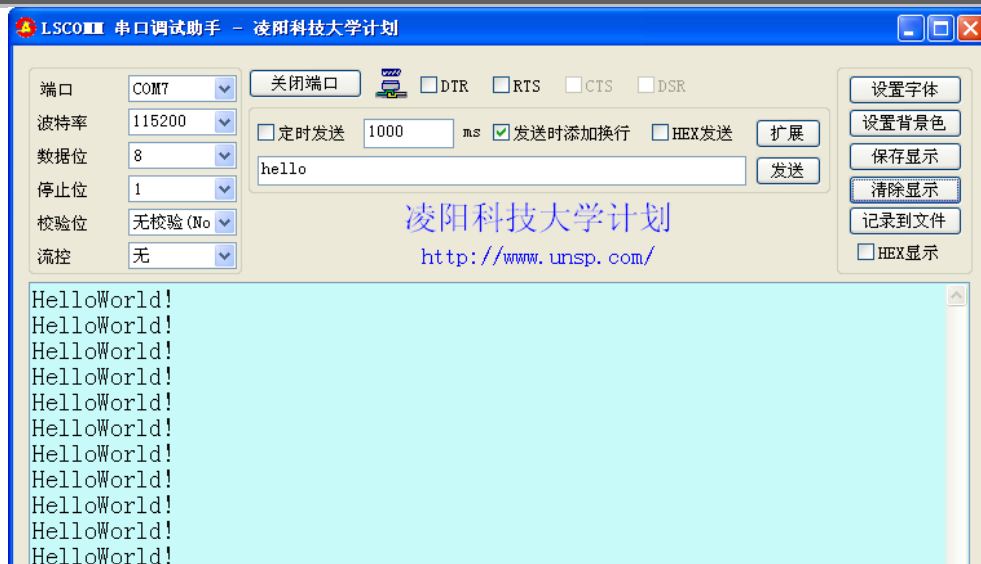 LSCOMM 串口调试助手 - 凌阳科技大学计划
端口 COM7 关闭端口 DTR RTS CTS DSR 设置字体
波特率 115200 定时发送 1000 ms 发送时添加换行 HEX发送 扩展 设置背景色
数据位 8 hello 发送 保存显示
停止位 1 清除显示
校验位 无校验(No 凌阳科技大学计划 记录到文件
流控 无 http://www.unsp.com/ HEX显示
HelloWorld!
HelloWorld!
HelloWorld!
HelloWorld!
HelloWorld!
HelloWorld!
HelloWorld!
HelloWorld!
HelloWorld!
HelloWorld!
HelloWorld!